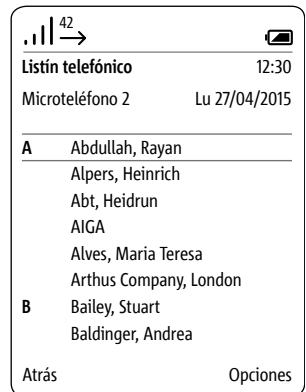 42
Listín telefónico 12:30
Microteléfono 2 Lu 27/04/2015
A Abdullah, Rayan
Alpers, Heinrich
Abt, Heidrun
AIGA
Alves, Maria Teresa
Arthus Company, London
B Bailey, Stuart
Baldinger, Andrea
Atrás Opciones